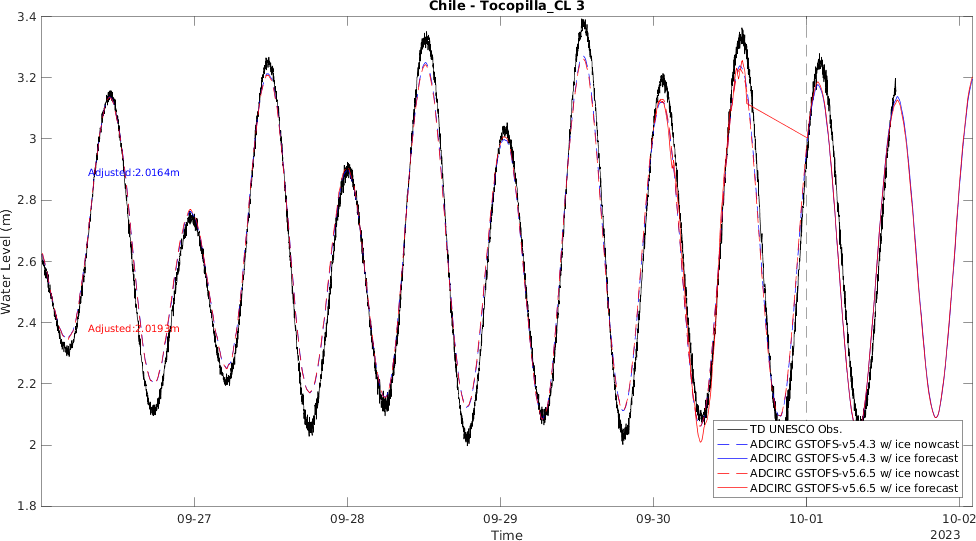 Chile - Tocopilla_CL 3
3.4
3.2
3
2.8
2.6
2.4
2.2
2
1.8
Water Level (m)
Adjusted:2.0164m
Adjusted:2.0193m
TD UNESCO Obs.
ADCIRC GSTOFS-v5.4.3 w/ ice nowcast
ADCIRC GSTOFS-v5.4.3 w/ ice forecast
ADCIRC GSTOFS-v5.6.5 w/ ice nowcast
ADCIRC GSTOFS-v5.6.5 w/ ice forecast
09-27
09-28
09-29
09-30
10-01
10-02
Time
2023